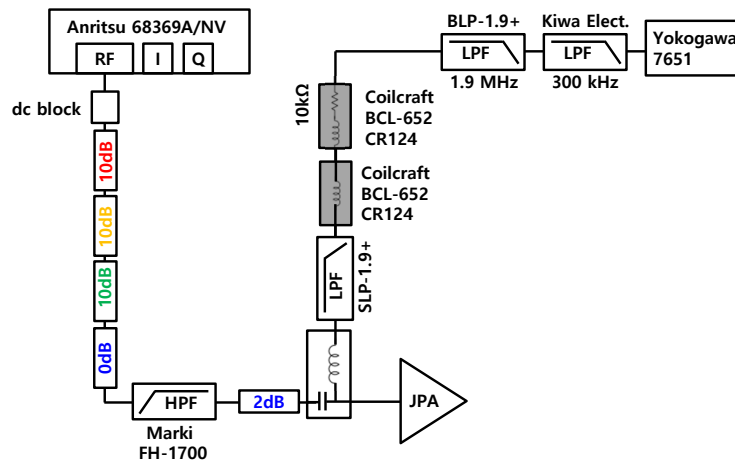 Anritsu 68369A/NV
RF
I
Q
dc block
10dB
10dB
10dB
0dB
HPF
Marki
FH-1700
2dB
JPA
LPF
SLP-1.9+
Coilcraft
BCL-652
CR124
10kΩ
Coilcraft
BCL-652
CR124
BLP-1.9+
LPF
1.9 MHz
Kiwa Elect.
LPF
300 kHz
Yokogawa
7651